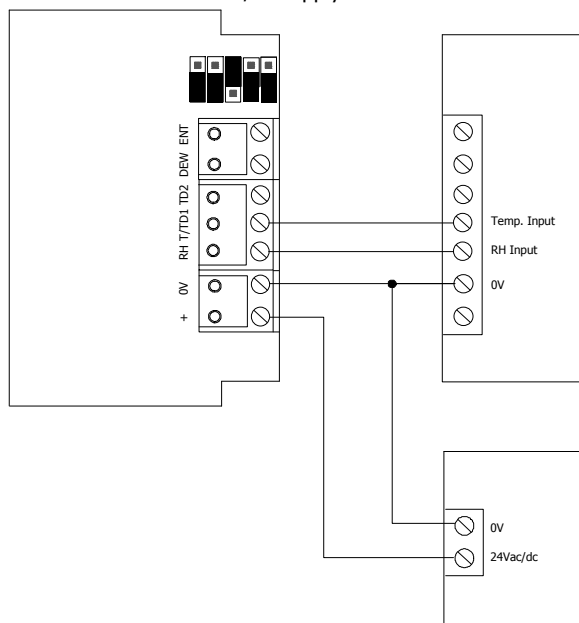 ENT
DEW
TD2
T/TD1
RH
0V
+
Temp. Input
RH Input
0V
0V
24Vac/dc